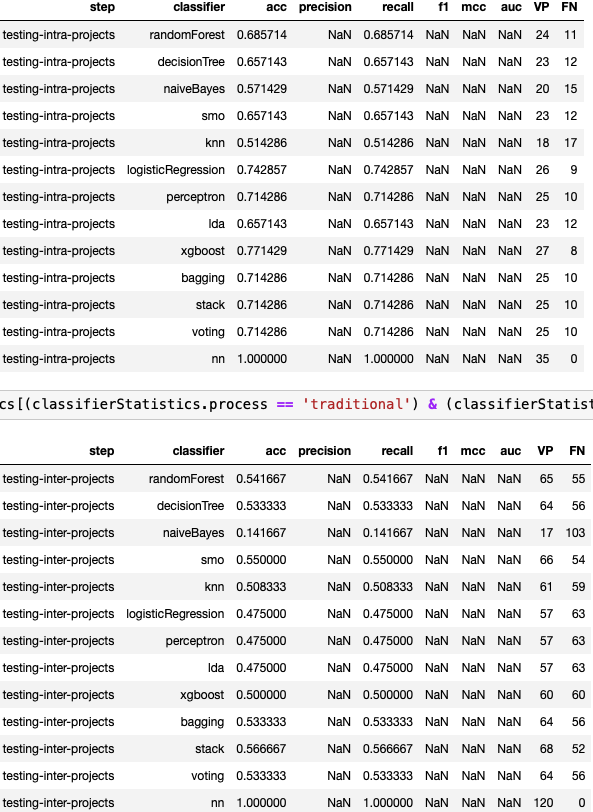 step classifier acc precision recall f1 mcc auc VP FN
testing-intra-projects randomForest 0.685714 NaN 0.685714 NaN NaN NaN 24 11
testing-intra-projects decisionTree 0.657143 NaN 0.657143 NaN NaN NaN 23 12
testing-intra-projects naiveBayes 0.571429 NaN 0.571429 NaN NaN NaN 20 15
testing-intra-projects smo 0.657143 NaN 0.657143 NaN NaN NaN 23 12
testing-intra-projects knn 0.514286 NaN 0.514286 NaN NaN NaN 18 17
testing-intra-projects logisticRegression 0.742857 NaN 0.742857 NaN NaN NaN 26 9
testing-intra-projects perceptron 0.714286 NaN 0.714286 NaN NaN NaN 25 10
testing-intra-projects lda 0.657143 NaN 0.657143 NaN NaN NaN 23 12
testing-intra-projects xgboost 0.771429 NaN 0.771429 NaN NaN NaN 27 8
testing-intra-projects bagging 0.714286 NaN 0.714286 NaN NaN NaN 25 10
testing-intra-projects stack 0.714286 NaN 0.714286 NaN NaN NaN 25 10
testing-intra-projects voting 0.714286 NaN 0.714286 NaN NaN NaN 25 10
testing-intra-projects nn 1.000000 NaN 1.000000 NaN NaN NaN 35 0
cs[(classifierStatistics.process == 'traditional') & (classifierStatist
step classifier acc precision recall f1 mcc auc VP FN
testing-inter-projects randomForest 0.541667 NaN 0.541667 NaN NaN NaN 65 55
testing-inter-projects decisionTree 0.533333 NaN 0.533333 NaN NaN NaN 64 56
testing-inter-projects naiveBayes 0.141667 NaN 0.141667 NaN NaN NaN 17 103
testing-inter-projects smo 0.550000 NaN 0.550000 NaN NaN NaN 66 54
testing-inter-projects knn 0.508333 NaN 0.508333 NaN NaN NaN 61 59
testing-inter-projects logisticRegression 0.475000 NaN 0.475000 NaN NaN NaN 57 63
testing-inter-projects perceptron 0.475000 NaN 0.475000 NaN NaN NaN 57 63
testing-inter-projects lda 0.475000 NaN 0.475000 NaN NaN NaN 57 63
testing-inter-projects xgboost 0.500000 NaN 0.500000 NaN NaN NaN 60 60
testing-inter-projects bagging 0.533333 NaN 0.533333 NaN NaN NaN 64 56
testing-inter-projects stack 0.566667 NaN 0.566667 NaN NaN NaN 68 52
testing-inter-projects voting 0.533333 NaN 0.533333 NaN NaN NaN 64 56
testing-inter-projects nn 1.000000 NaN 1.000000 NaN NaN NaN 120 0